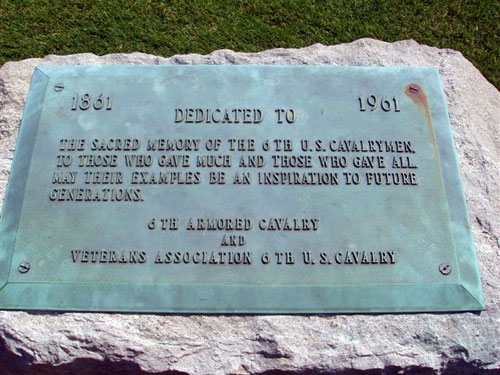 1861 1961
DEDICATED TO
THE SACRED MEMORY OF THE 6TH U.S. CAVALRYMEN,
TO THOSE WHO GAVE MUCH AND THOSE WHO GAVE ALL.
MAY THEIR EXAMPLES BE AN INSPIRATION TO FUTURE
GENERATIONS.
6TH ARMORED CAVALRY
AND
VETERANS ASSOCIATION 6TH U.S. CAVALRY